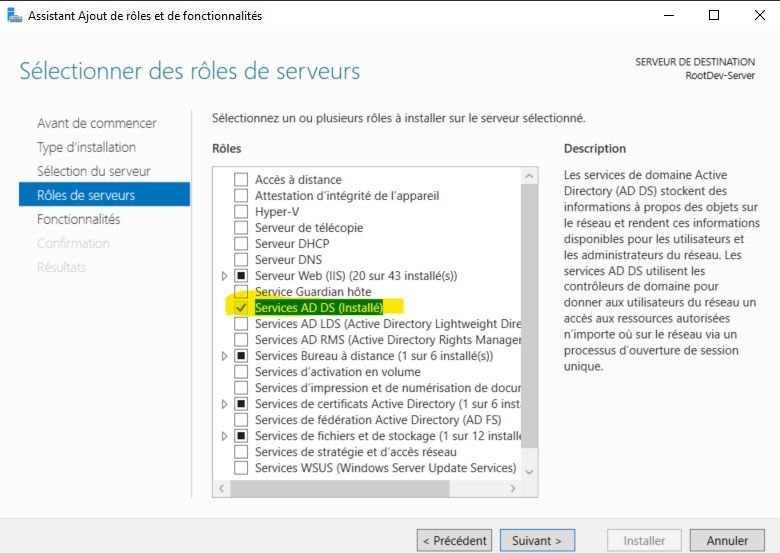 Assistant Ajout de rôles et de fonctionnalités
Sélectionner des rôles de serveurs
SERVEUR DE DESTINATION
RootDev-Server
Avant de commencer
Type d'installation
Sélection du serveur
Rôles de serveurs
Fonctionnalités
Confirmation
Résultats
Sélectionnez un ou plusieurs rôles à installer sur le serveur sélectionné.
Rôles
Accès à distance
Attestation d'intégrité de l'appareil
Hyper-V
Serveur de télécopie
Serveur DHCP
Serveur DNS
Serveur Web (IIS) (20 sur 43 installé(s))
Service Guardian hôte
Services AD DS (Installé)
Services AD LDS (Active Directory Lightweight Dire
Services AD RMS (Active Directory Rights Manager
Services Bureau à distance (1 sur 6 installé(s))
Services d'activation en volume
Services d'impression et de numérisation de docur
Services de certificats Active Directory (1 sur 6 insta
Services de fédération Active Directory (AD FS)
Services de fichiers et de stockage (1 sur 12 installé
Services de stratégie et d'accès réseau
Services WSUS (Windows Server Update Services)
Description
Les services de domaine Active
Directory (AD DS) stockent des
informations à propos des objets sur
le réseau et rendent ces informations
disponibles pour les utilisateurs et
les administrateurs du réseau. Les
services AD DS utilisent les
contrôleurs de domaine pour
donner aux utilisateurs du réseau un
accès aux ressources autorisées
n'importe où sur le réseau via un
processus d'ouverture de session
unique.
< Précédent
Suivant >
Installer
Annuler